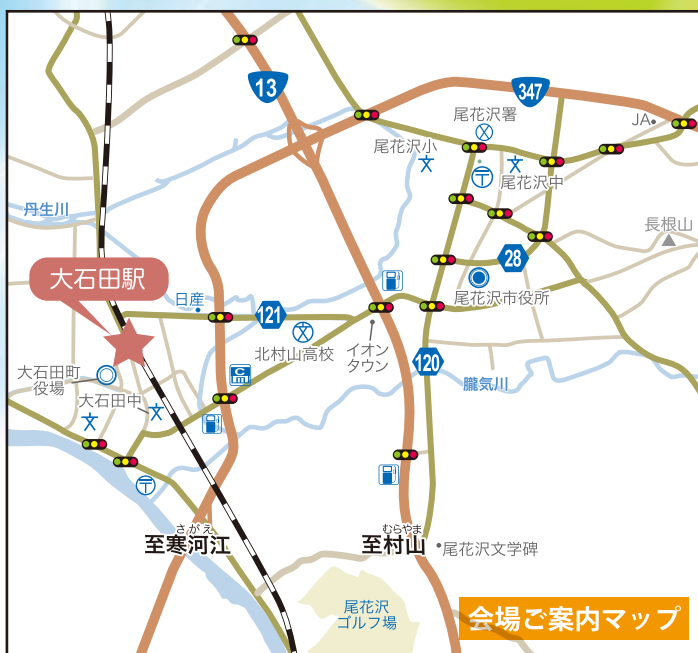 13
347
尾花沢署
JA
尾花沢小
尾花沢中
丹生川
長根山
28
大石田駅
尾花沢市役所
日産
121
北村山高校
イオン
タウン
120
大石田町
役場
C
大石田中
朧気川
さがえ
至寒河江
むらやま
至村山
尾花沢文学碑
尾花沢
ゴルフ場
会場ご案内マップ